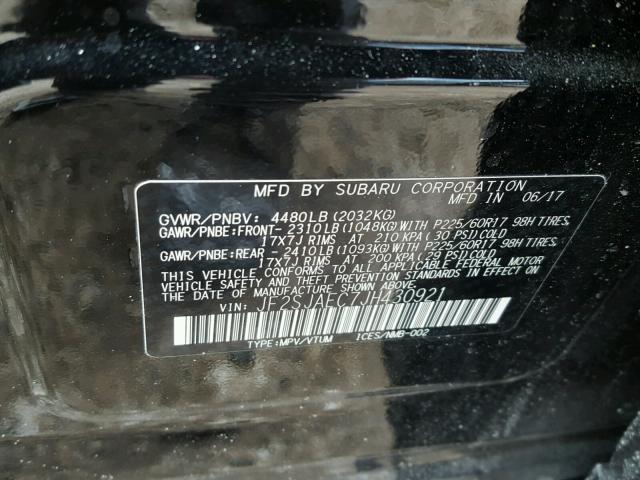 MFD BY SUBARU CORPORATION
MFD IN 06/17
GVWR/PNBV: 4480LB(2032KG)
GAWR/PNBE:FRONT- 2310LB(1048KG)WITH P225/60R17 98H TIRES,
17X7J RIMS AT 210 KPA(30 PSI)COLD
GAWR/PNBE:REAR - 2410LB(1093KG)WITH P225/60R17 98H TIRES,
17X7J RIMS AT 200 KPA(29 PSI)COLD
THIS VEHICLE CONFORMS TO ALL APPLICABLE FEDERAL MOTOR
VEHICLE SAFETY AND THEFT PREVENTION STANDARDS IN EFFECT
ON THE DATE OF MANUFACTURE SHOWN ABOVE.
VIN: JF2SJAEC7JH430921
TYPE:MPV/VTUM ICES/NMB-002